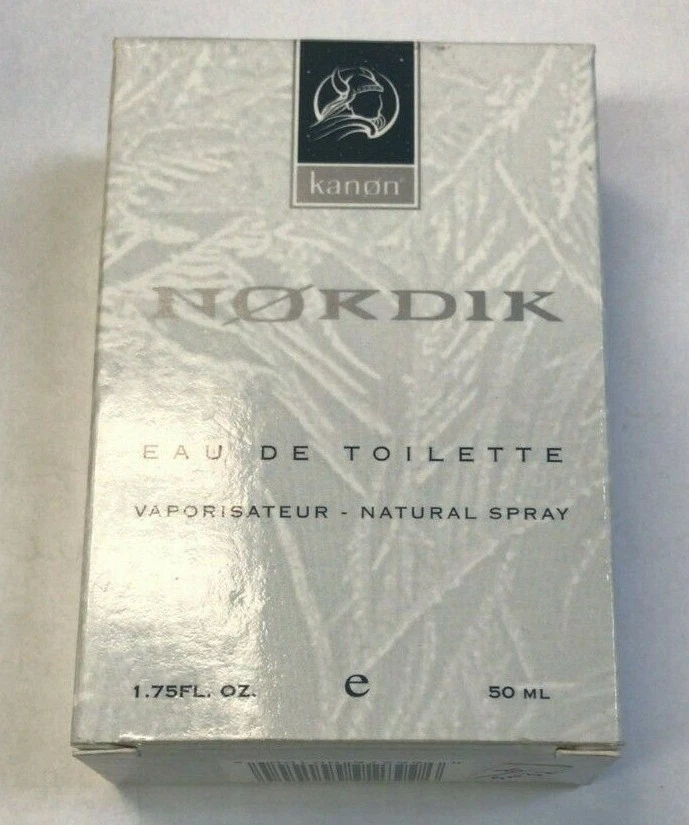 kanøn
NØRDIK
EAU DE TOILETTE
VAPORISATEUR - NATURAL SPRAY
1.75FL. OZ. e 50 ML